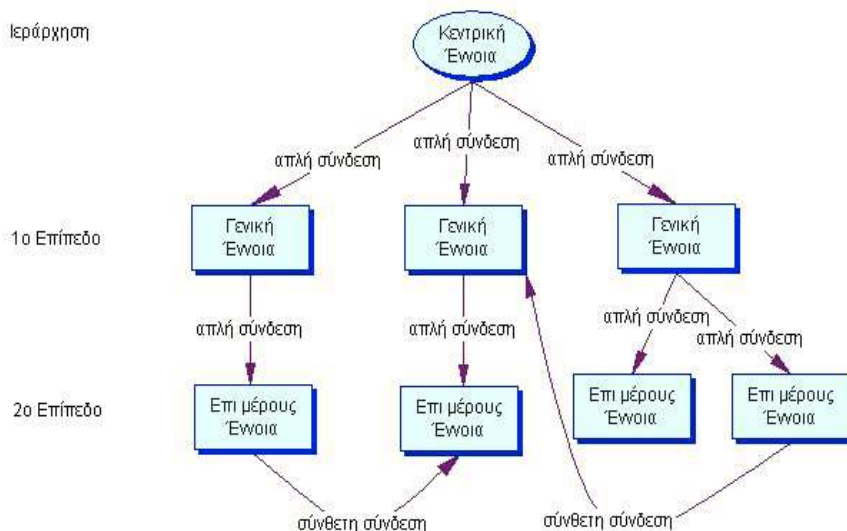 Ιεράρχηση
Κεντρική
Έννοια
απλή σύνδεση
απλή σύνδεση
απλή σύνδεση
1ο Επίπεδο
Γενική
Έννοια
Γενική
Έννοια
Γενική
Έννοια
απλή σύνδεση
απλή σύνδεση
απλή σύνδεση
απλή σύνδεση
2ο Επίπεδο
Επι μέρους
Έννοια
Επι μέρους
Έννοια
Επι μέρους
Έννοια
Επι μέρους
Έννοια
σύνθετη σύνδεση
σύνθετη σύνδεση